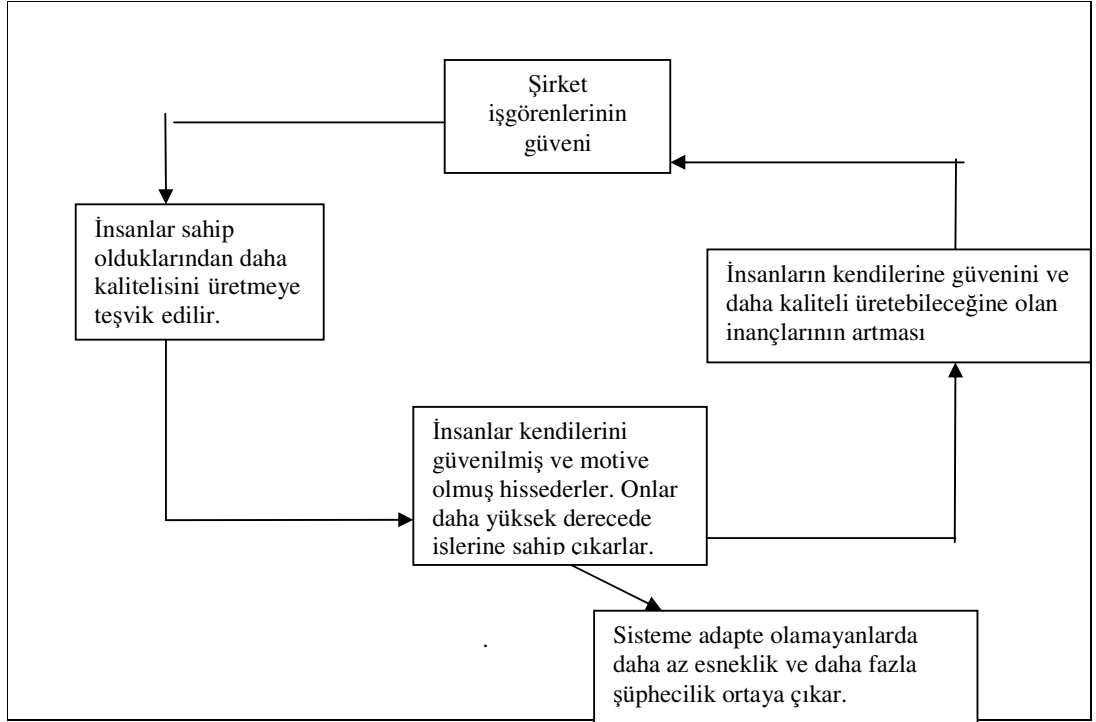 Şirket
işgörenlerinin
güveni
İnsanlar sahip
olduklarından daha
kalitelisini üretmeye
teşvik edilir.
İnsanların kendilerine güvenini ve
daha kaliteli üretebileceğine olan
inançlarının artması
İnsanlar kendilerini
güvenilmiş ve motive
olmuş hissederler. Onlar
daha yüksek derecede
işlerine sahip çıkarlar.
Sisteme adapte olamayanlarda
daha az esneklik ve daha fazla
şüphecilik ortaya çıkar.
.